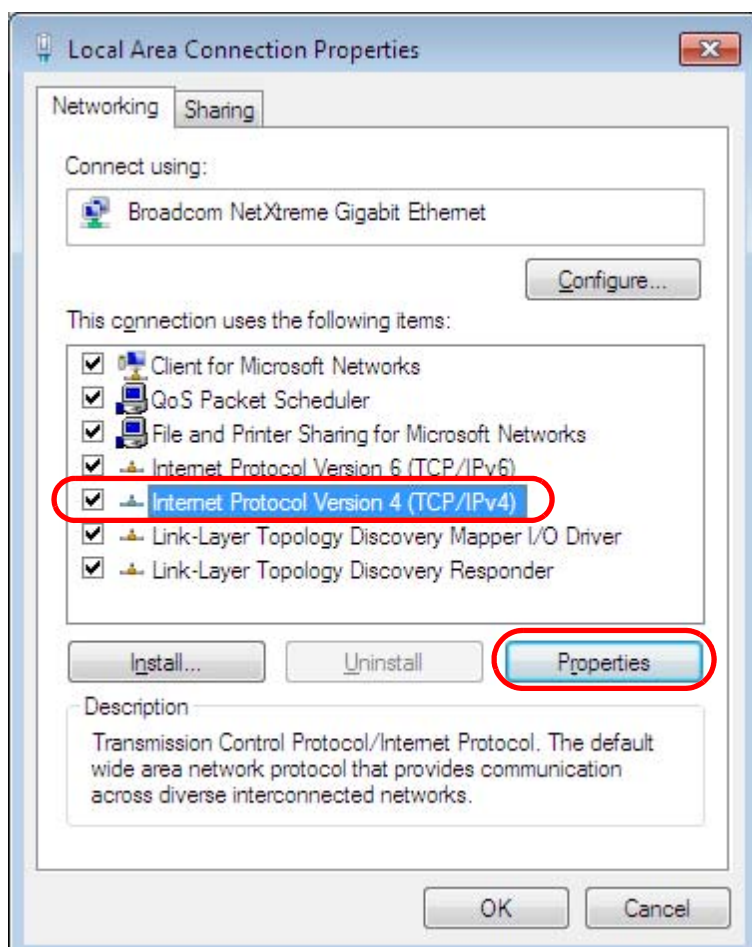 Local Area Connection Properties
Networking
Sharing
Connect using:
Broadcom NetXtreme Gigabit Ethernet
Configure...
This connection uses the following items:
Client for Microsoft Networks
QoS Packet Scheduler
File and Printer Sharing for Microsoft Networks
Internet Protocol Version 6 (TCP/IPv6)
Internet Protocol Version 4 (TCP/IPv4)
Link-Layer Topology Discovery Mapper I/O Driver
Link-Layer Topology Discovery Responder
Install...
Uninstall
Properties
Description
Transmission Control Protocol/Internet Protocol. The default
wide area network protocol that provides communication
across diverse interconnected networks.
OK
Cancel